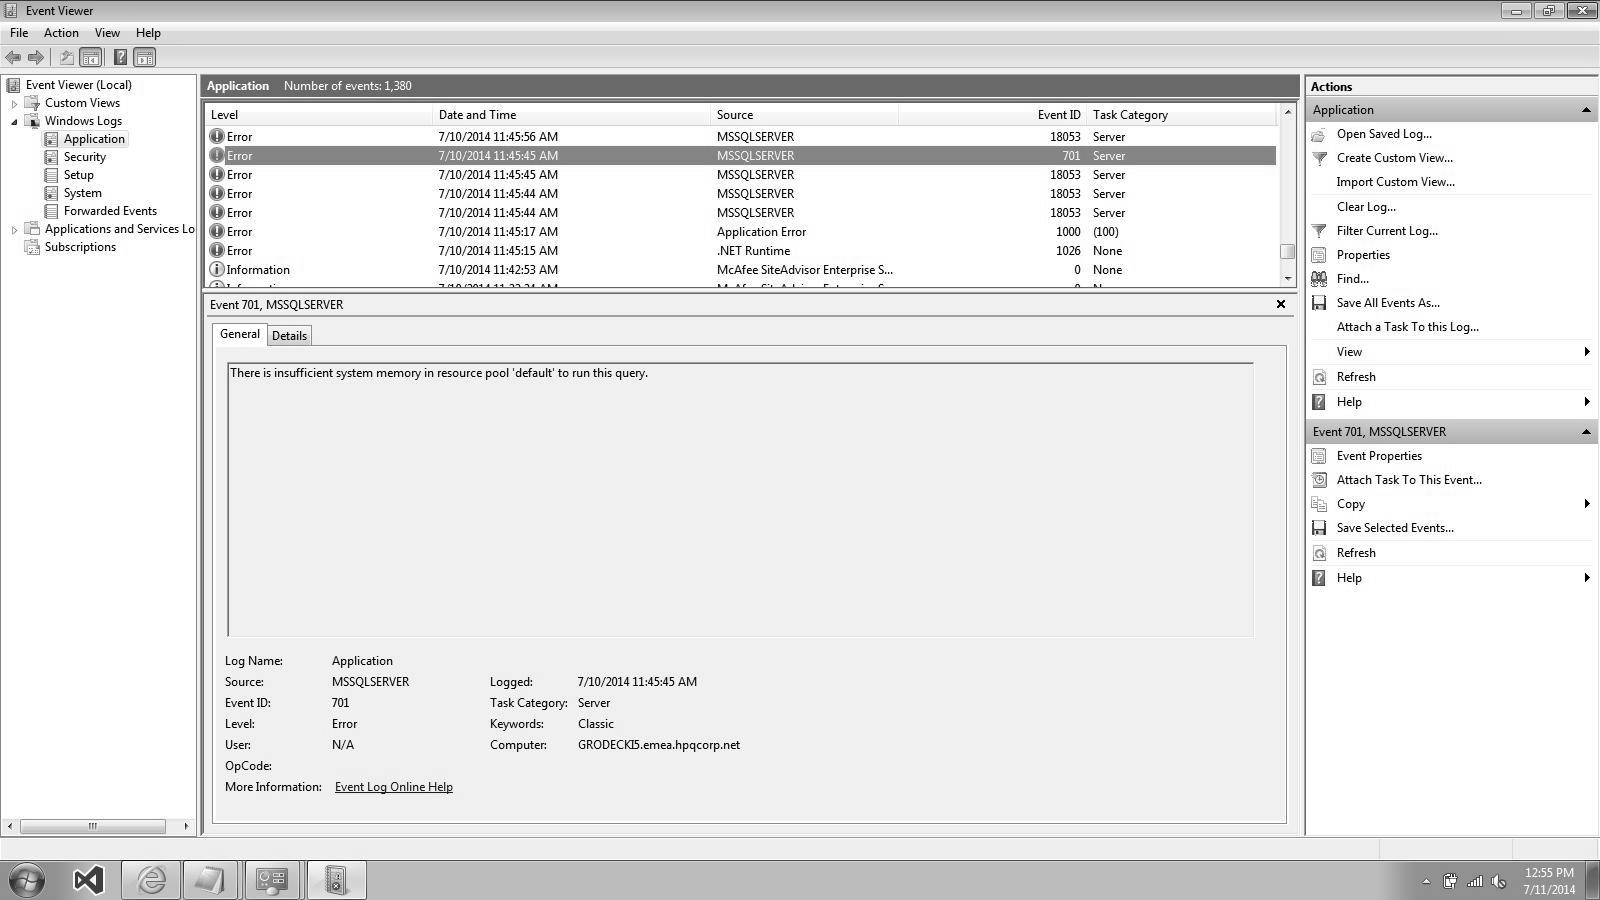 Event Viewer
File Action View Help
Event Viewer (Local)
Custom Views
Windows Logs
Application
Security
Setup
System
Forwarded Events
Applications and Services Lo
Subscriptions
Application Number of events: 1,380
Level Date and Time Source Event ID Task Category
Error 7/10/2014 11:45:56 AM MSSQLSERVER 18053 Server
Error 7/10/2014 11:45:45 AM MSSQLSERVER 701 Server
Error 7/10/2014 11:45:45 AM MSSQLSERVER 18053 Server
Error 7/10/2014 11:45:44 AM MSSQLSERVER 18053 Server
Error 7/10/2014 11:45:44 AM MSSQLSERVER 18053 Server
Error 7/10/2014 11:45:17 AM Application Error 1000 (100)
Error 7/10/2014 11:45:15 AM .NET Runtime 1026 None
Information 7/10/2014 11:42:53 AM McAfee SiteAdvisor Enterprise S... 0 None
Event 701, MSSQLSERVER
General Details
There is insufficient system memory in resource pool 'default' to run this query.
Log Name: Application
Source: MSSQLSERVER Logged: 7/10/2014 11:45:45 AM
Event ID: 701 Task Category: Server
Level: Error Keywords: Classic
User: N/A Computer: GRODECKI5.emea.hpqcorp.net
OpCode:
More Information: Event Log Online Help
Actions
Application
Open Saved Log...
Create Custom View...
Import Custom View...
Clear Log...
Filter Current Log...
Properties
Find...
Save All Events As...
Attach a Task To this Log...
View
Refresh
Help
Event 701, MSSQLSERVER
Event Properties
Attach Task To This Event...
Copy
Save Selected Events...
Refresh
Help
12:55 PM
7/11/2014